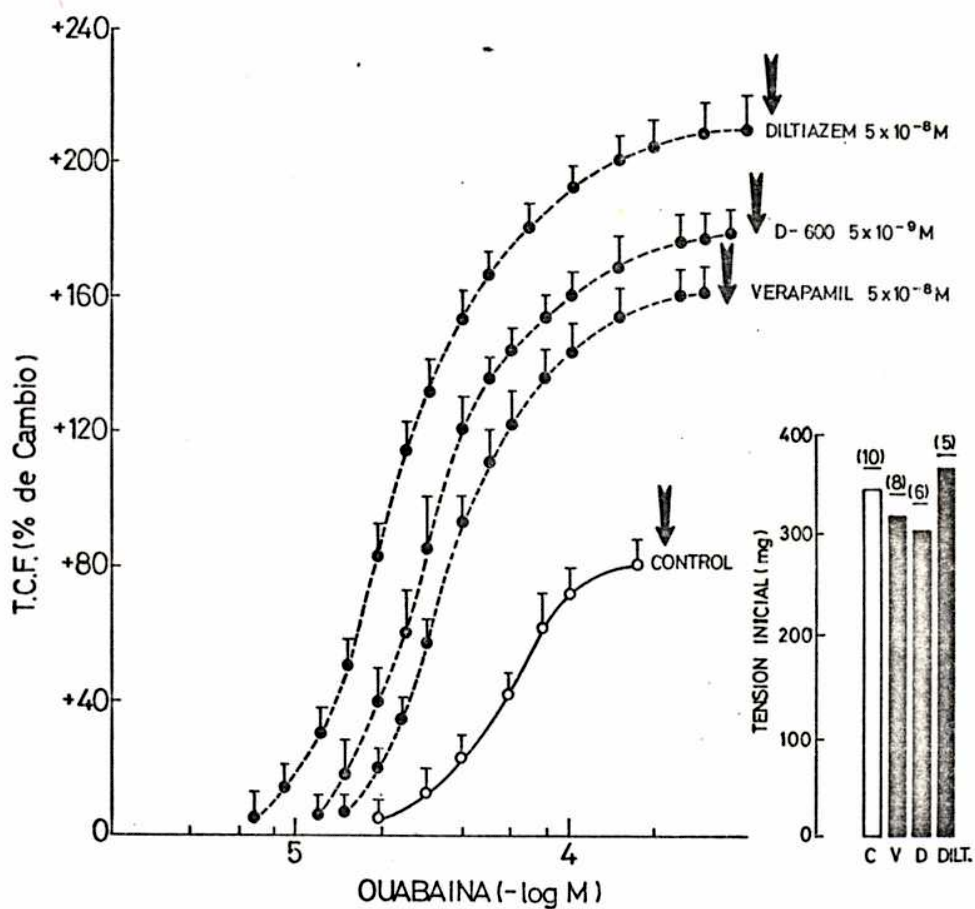 +240
+200
+160
+120
+80
+40
0
T.C.F. (% de Cambio)
5
4
OUABAINA (-log M)
DILTIAZEM 5x10⁻⁸M
D-600 5x10⁻⁹M
VERAPAMIL 5x10⁻⁸M
CONTROL
400
300
200
100
0
TENSION INICIAL (mg)
(10)
(8)
(6)
(5)
C V D DILT.